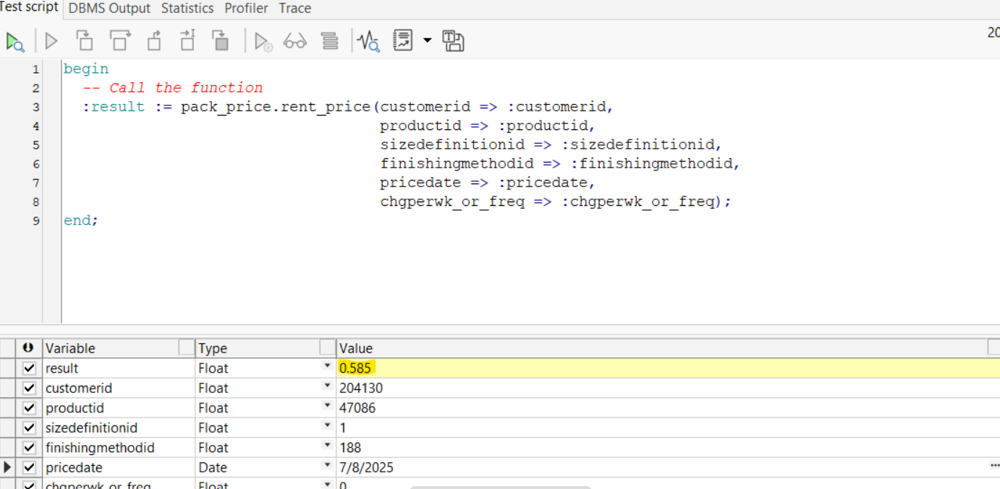 Test script DBMS Output Statistics Profiler Trace
20
1 begin
2 -- Call the function
3 :result := pack_price.rent_price(customerid => :customerid,
4 productid => :productid,
5 sizedefinitionid => :sizedefinitionid,
6 finishingmethodid => :finishingmethodid,
7 pricedate => :pricedate,
8 chgperwk_or_freq => :chgperwk_or_freq);
9 end;
Variable Type Value
result Float 0.585
customerid Float 204130
productid Float 47086
sizedefinitionid Float 1
finishingmethodid Float 188
pricedate Date 7/8/2025
chgperwk_or_freq Float 0